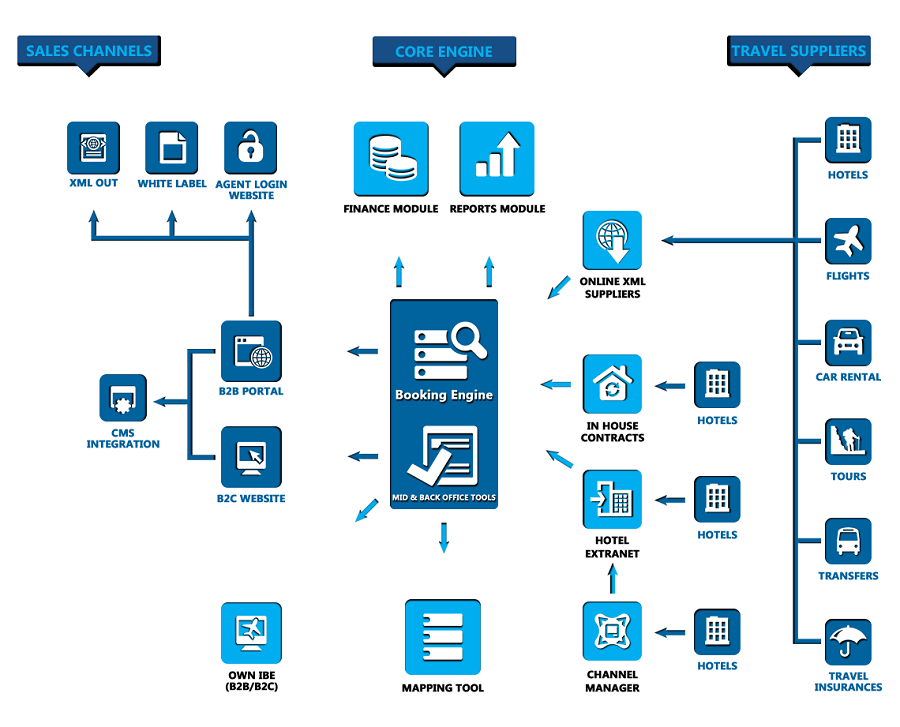 SALES CHANNELS
CORE ENGINE
TRAVEL SUPPLIERS
XML OUT
WHITE LABEL
AGENT LOGIN
WEBSITE
FINANCE MODULE
REPORTS MODULE
HOTELS
ONLINE XML
SUPPLIERS
FLIGHTS
B2B PORTAL
Booking Engine
CAR RENTAL
CMS
INTEGRATION
IN HOUSE
CONTRACTS
HOTELS
B2C WEBSITE
MID & BACK OFFICE TOOLS
TOURS
HOTEL
EXTRANET
HOTELS
TRANSFERS
OWN IBE
(B2B/B2C)
MAPPING TOOL
CHANNEL
MANAGER
HOTELS
TRAVEL
INSURANCES